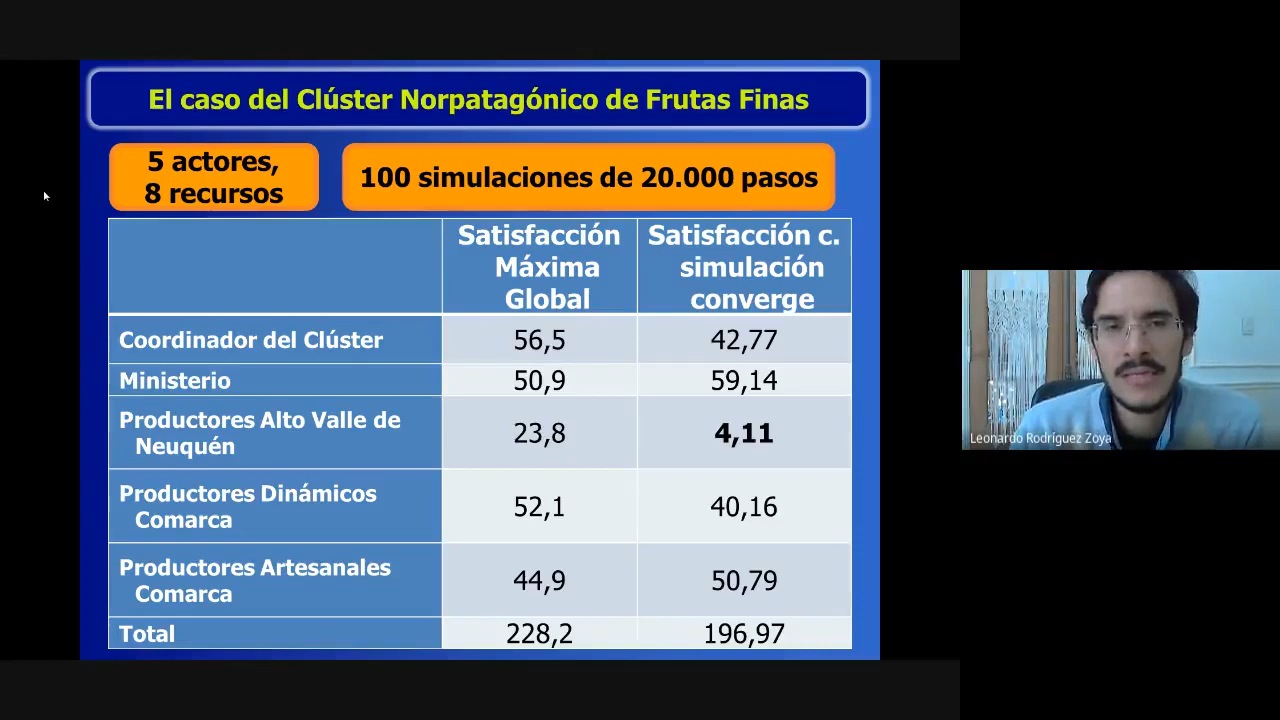 El caso del Clúster Norpatagónico de Frutas Finas
5 actores,
8 recursos
100 simulaciones de 20.000 pasos
Satisfacción
Máxima
Global
Satisfacción c.
simulación
converge
Coordinador del Clúster
56,5
42,77
Ministerio
50,9
59,14
Productores Alto Valle de
Neuquén
23,8
4,11
Productores Dinámicos
Comarca
52,1
40,16
Productores Artesanales
Comarca
44,9
50,79
Total
228,2
196,97
Leonardo Rodríguez Zoya